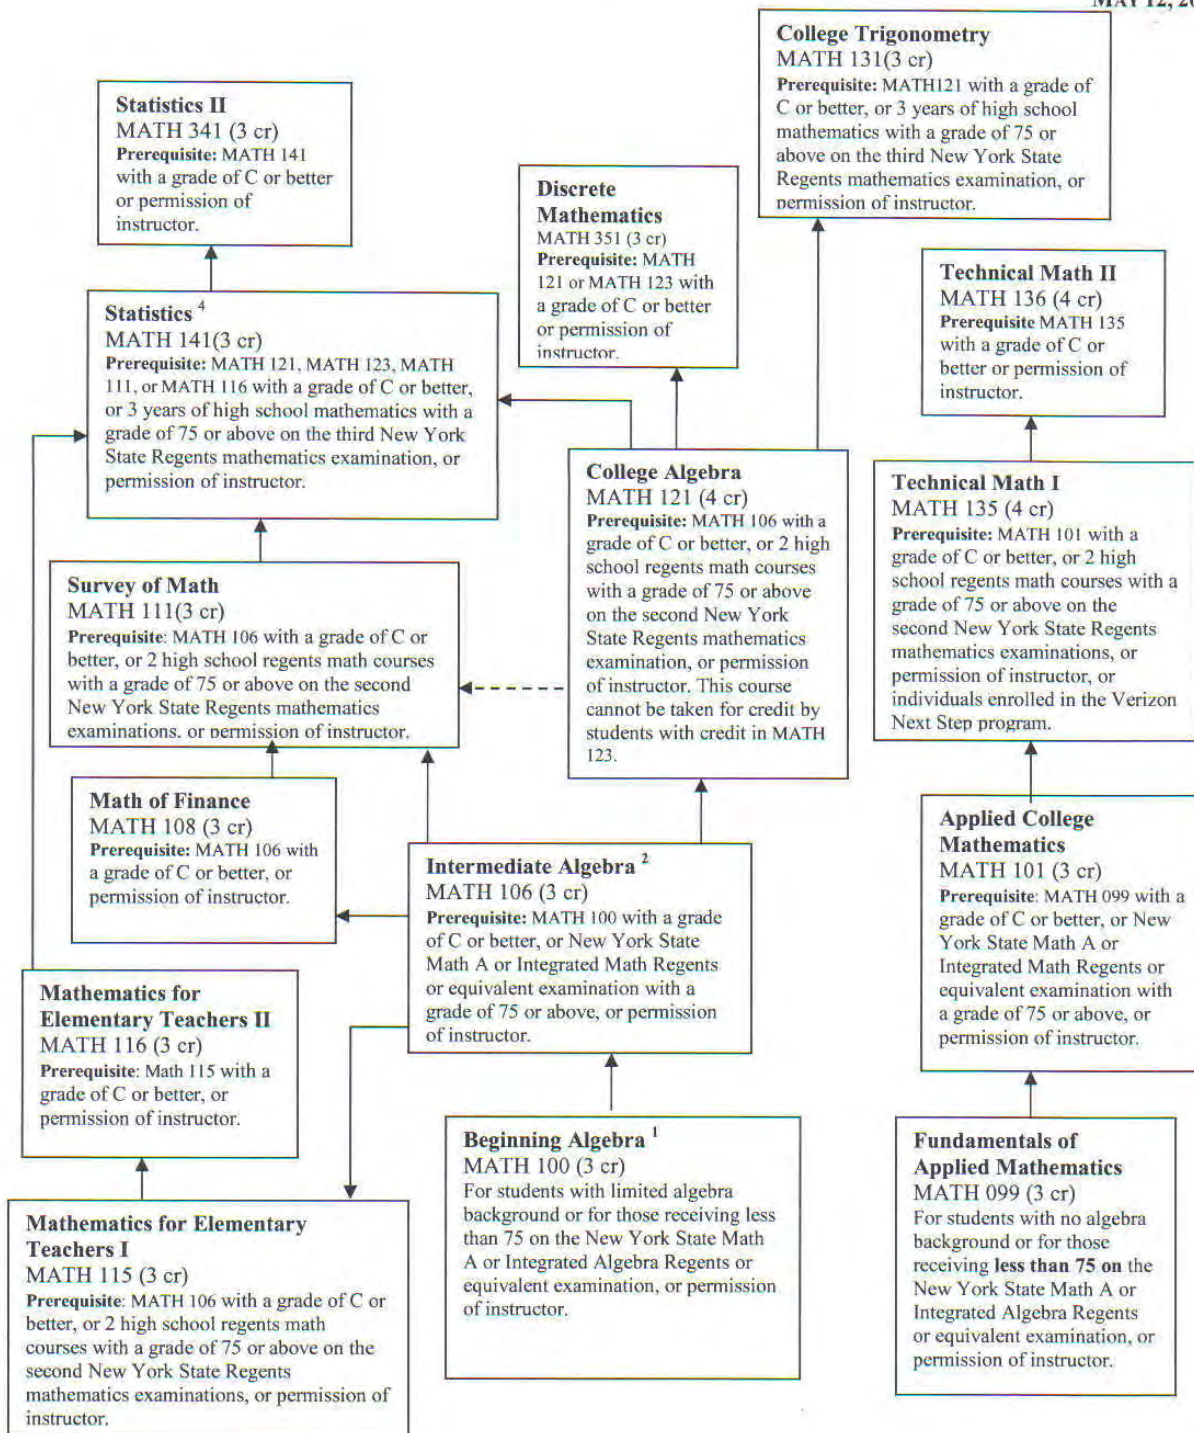 MAY 12, 20
College Trigonometry
MATH 131(3 cr)
Prerequisite: MATH121 with a grade of
C or better, or 3 years of high school
mathematics with a grade of 75 or
above on the third New York State
Regents mathematics examination, or
permission of instructor.
Statistics II
MATH 341 (3 cr)
Prerequisite: MATH 141
with a grade of C or better
or permission of
instructor.
Discrete
Mathematics
MATH 351 (3 cr)
Prerequisite: MATH
121 or MATH 123 with
a grade of C or better
or permission of
instructor.
Technical Math II
MATH 136 (4 cr)
Prerequisite MATH 135
with a grade of C or
better or permission of
instructor.
Statistics 4
MATH 141(3 cr)
Prerequisite: MATH 121, MATH 123, MATH
111, or MATH 116 with a grade of C or better,
or 3 years of high school mathematics with a
grade of 75 or above on the third New York
State Regents mathematics examination, or
permission of instructor.
College Algebra
MATH 121 (4 cr)
Prerequisite: MATH 106 with a
grade of C or better, or 2 high
school regents math courses
with a grade of 75 or above
on the second New York
State Regents mathematics
examination, or permission
of instructor. This course
cannot be taken for credit by
students with credit in MATH
123.
Technical Math I
MATH 135 (4 cr)
Prerequisite: MATH 101 with a
grade of C or better, or 2 high
school regents math courses with a
grade of 75 or above on the
second New York State Regents
mathematics examinations, or
permission of instructor, or
individuals enrolled in the Verizon
Next Step program.
Survey of Math
MATH 111(3 cr)
Prerequisite: MATH 106 with a grade of C or
better, or 2 high school regents math courses
with a grade of 75 or above on the second
New York State Regents mathematics
examinations. or permission of instructor.
Math of Finance
MATH 108 (3 cr)
Prerequisite: MATH 106 with
a grade of C or better, or
permission of instructor.
Intermediate Algebra 2
MATH 106 (3 cr)
Prerequisite: MATH 100 with a grade
of C or better, or New York State
Math A or Integrated Math Regents
or equivalent examination with a
grade of 75 or above, or permission
of instructor.
Applied College
Mathematics
MATH 101 (3 cr)
Prerequisite: MATH 099 with a
grade of C or better, or New
York State Math A or
Integrated Math Regents or
equivalent examination with
a grade of 75 or above, or
permission of instructor.
Mathematics for
Elementary Teachers II
MATH 116 (3 cr)
Prerequisite: Math 115 with a
grade of C or better, or
permission of instructor.
Beginning Algebra 1
MATH 100 (3 cr)
For students with limited algebra
background or for those receiving less
than 75 on the New York State Math
A or Integrated Algebra Regents or
equivalent examination, or permission
of instructor.
Fundamentals of
Applied Mathematics
MATH 099 (3 cr)
For students with no algebra
background or for those
receiving less than 75 on the
New York State Math A or
Integrated Algebra Regents
or equivalent examination, or
permission of instructor.
Mathematics for Elementary
Teachers I
MATH 115 (3 cr)
Prerequisite: MATH 106 with a grade of C or
better, or 2 high school regents math
courses with a grade of 75 or above on the
second New York State Regents
mathematics examinations, or permission of
instructor.